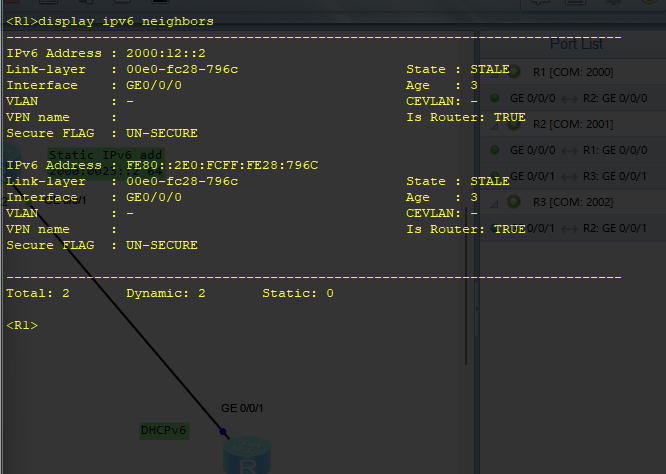 <R1>display ipv6 neighbors
-----------------------------------------------------------------------------
IPv6 Address : 2000:12::2
Link-layer : 00e0-fc28-796c State : STALE
Interface : GE0/0/0 Age : 3
VLAN : - CEVLAN: -
VPN name : Is Router: TRUE
Secure FLAG : UN-SECURE
IPv6 Address : FE80::2E0:FCFF:FE28:796C
Link-layer : 00e0-fc28-796c State : STALE
Interface : GE0/0/0 Age : 3
VLAN : - CEVLAN: -
VPN name : Is Router: TRUE
Secure FLAG : UN-SECURE
-----------------------------------------------------------------------------
Total: 2 Dynamic: 2 Static: 0
<R1>
Static IPv6 add
GE 0/0/1
DHCPv6
R
Port List
R1 [COM: 2000]
GE 0/0/0 ↔ R2: GE 0/0/0
R2 [COM: 2001]
GE 0/0/0 ↔ R1: GE 0/0/0
GE 0/0/1 ↔ R3: GE 0/0/1
R3 [COM: 2002]
GE 0/0/1 ↔ R2: GE 0/0/1